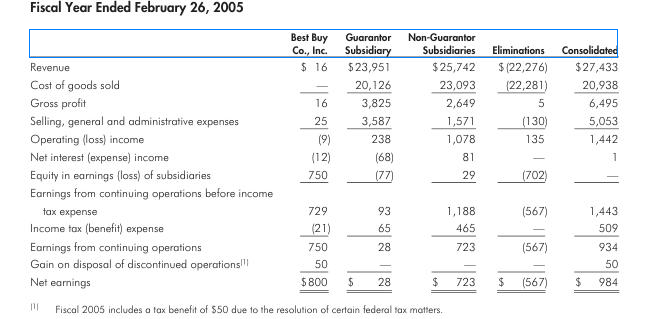 Fiscal Year Ended February 26, 2005
Best Buy Guarantor Non-Guarantor
Co., Inc. Subsidiary Subsidiaries Eliminations Consolidated
Revenue $ 16 $23,951 $25,742 $(22,276) $27,433
Cost of goods sold — 20,126 23,093 (22,281) 20,938
Gross profit 16 3,825 2,649 5 6,495
Selling, general and administrative expenses 25 3,587 1,571 (130) 5,053
Operating (loss) income (9) 238 1,078 135 1,442
Net interest (expense) income (12) (68) 81 — 1
Equity in earnings (loss) of subsidiaries 750 (77) 29 (702) —
Earnings from continuing operations before income
tax expense 729 93 1,188 (567) 1,443
Income tax (benefit) expense (21) 65 465 — 509
Earnings from continuing operations 750 28 723 (567) 934
Gain on disposal of discontinued operations(1) 50 — — — 50
Net earnings $800 $ 28 $ 723 $ (567) $ 984
(1) Fiscal 2005 includes a tax benefit of $50 due to the resolution of certain federal tax matters.